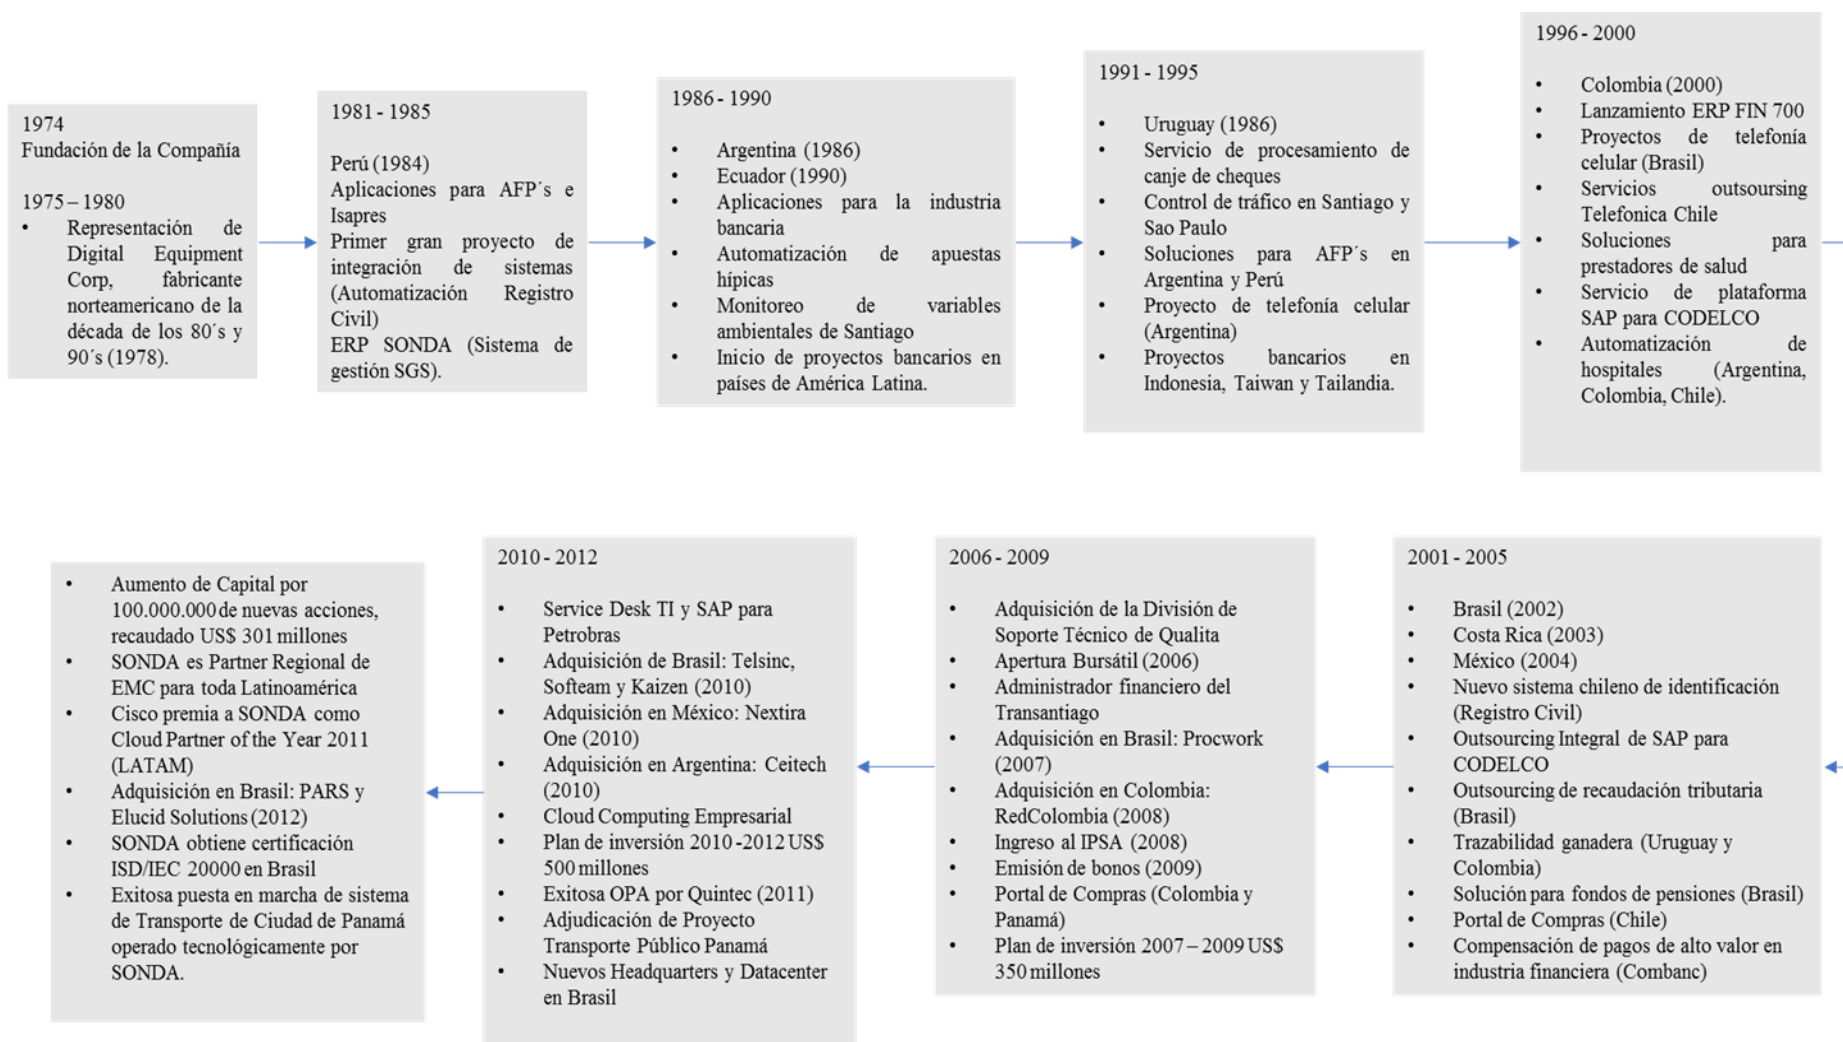 1974
Fundación de la Compañía
1975 – 1980
• Representación de
Digital Equipment
Corp, fabricante
norteamericano de la
década de los 80´s y
90´s (1978).
1981 - 1985
Perú (1984)
Aplicaciones para AFP´s e
Isapres
Primer gran proyecto de
integración de sistemas
(Automatización Registro
Civil)
ERP SONDA (Sistema de
gestión SGS).
1986 - 1990
• Argentina (1986)
• Ecuador (1990)
• Aplicaciones para la industria
bancaria
• Automatización de apuestas
hípicas
• Monitoreo de variables
ambientales de Santiago
• Inicio de proyectos bancarios en
países de América Latina.
1991 - 1995
• Uruguay (1986)
• Servicio de procesamiento de
canje de cheques
• Control de tráfico en Santiago y
Sao Paulo
• Soluciones para AFP´s en
Argentina y Perú
• Proyecto de telefonía celular
(Argentina)
• Proyectos bancarios en
Indonesia, Taiwan y Tailandia.
1996 - 2000
• Colombia (2000)
• Lanzamiento ERP FIN 700
• Proyectos de telefonía
celular (Brasil)
• Servicios outsoursing
Telefonica Chile
• Soluciones para
prestadores de salud
• Servicio de plataforma
SAP para CODELCO
• Automatización de
hospitales (Argentina,
Colombia, Chile).
2001 - 2005
• Brasil (2002)
• Costa Rica (2003)
• México (2004)
• Nuevo sistema chileno de identificación
(Registro Civil)
• Outsourcing Integral de SAP para
CODELCO
• Outsourcing de recaudación tributaria
(Brasil)
• Trazabilidad ganadera (Uruguay y
Colombia)
• Solución para fondos de pensiones (Brasil)
• Portal de Compras (Chile)
• Compensación de pagos de alto valor en
industria financiera (Combanc)
2006 - 2009
• Adquisición de la División de
Soporte Técnico de Qualita
• Apertura Bursátil (2006)
• Administrador financiero del
Transantiago
• Adquisición en Brasil: Procwork
(2007)
• Adquisición en Colombia:
RedColombia (2008)
• Ingreso al IPSA (2008)
• Emisión de bonos (2009)
• Portal de Compras (Colombia y
Panamá)
• Plan de inversión 2007 – 2009 US$
350 millones
2010 - 2012
• Service Desk TI y SAP para
Petrobras
• Adquisición de Brasil: Telsinc,
Softeam y Kaizen (2010)
• Adquisición en México: Nextira
One (2010)
• Adquisición en Argentina: Ceitech
(2010)
• Cloud Computing Empresarial
• Plan de inversión 2010 -2012 US$
500 millones
• Exitosa OPA por Quintec (2011)
• Adjudicación de Proyecto
Transporte Público Panamá
• Nuevos Headquarters y Datacenter
en Brasil
• Aumento de Capital por
100.000.000 de nuevas acciones,
recaudado US$ 301 millones
• SONDA es Partner Regional de
EMC para toda Latinoamérica
• Cisco premia a SONDA como
Cloud Partner of the Year 2011
(LATAM)
• Adquisición en Brasil: PARS y
Elucid Solutions (2012)
• SONDA obtiene certificación
ISD/IEC 20000 en Brasil
• Exitosa puesta en marcha de sistema
de Transporte de Ciudad de Panamá
operado tecnológicamente por
SONDA.